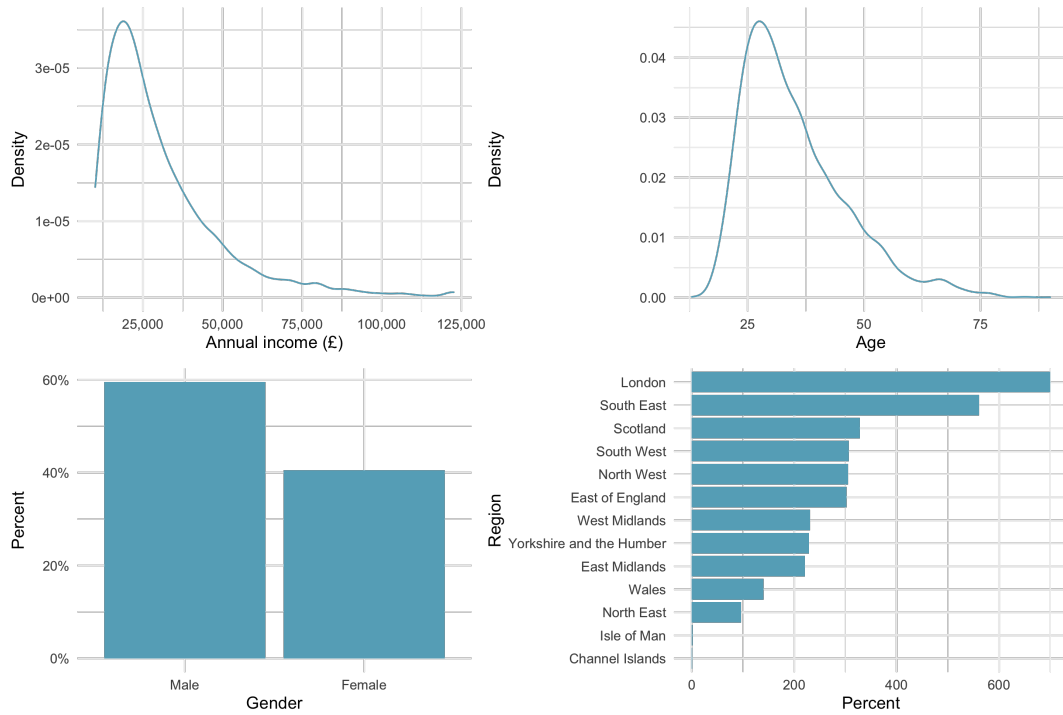 Density
3e-05
2e-05
1e-05
0e+00
25,000 50,000 75,000 100,000 125,000
Annual income (£)
Density
0.04
0.03
0.02
0.01
0.00
25 50 75
Age
Percent
60%
40%
20%
0%
Male Female
Gender
Region
London
South East
Scotland
South West
North West
East of England
West Midlands
Yorkshire and the Humber
East Midlands
Wales
North East
Isle of Man
Channel Islands
0 200 400 600
Percent